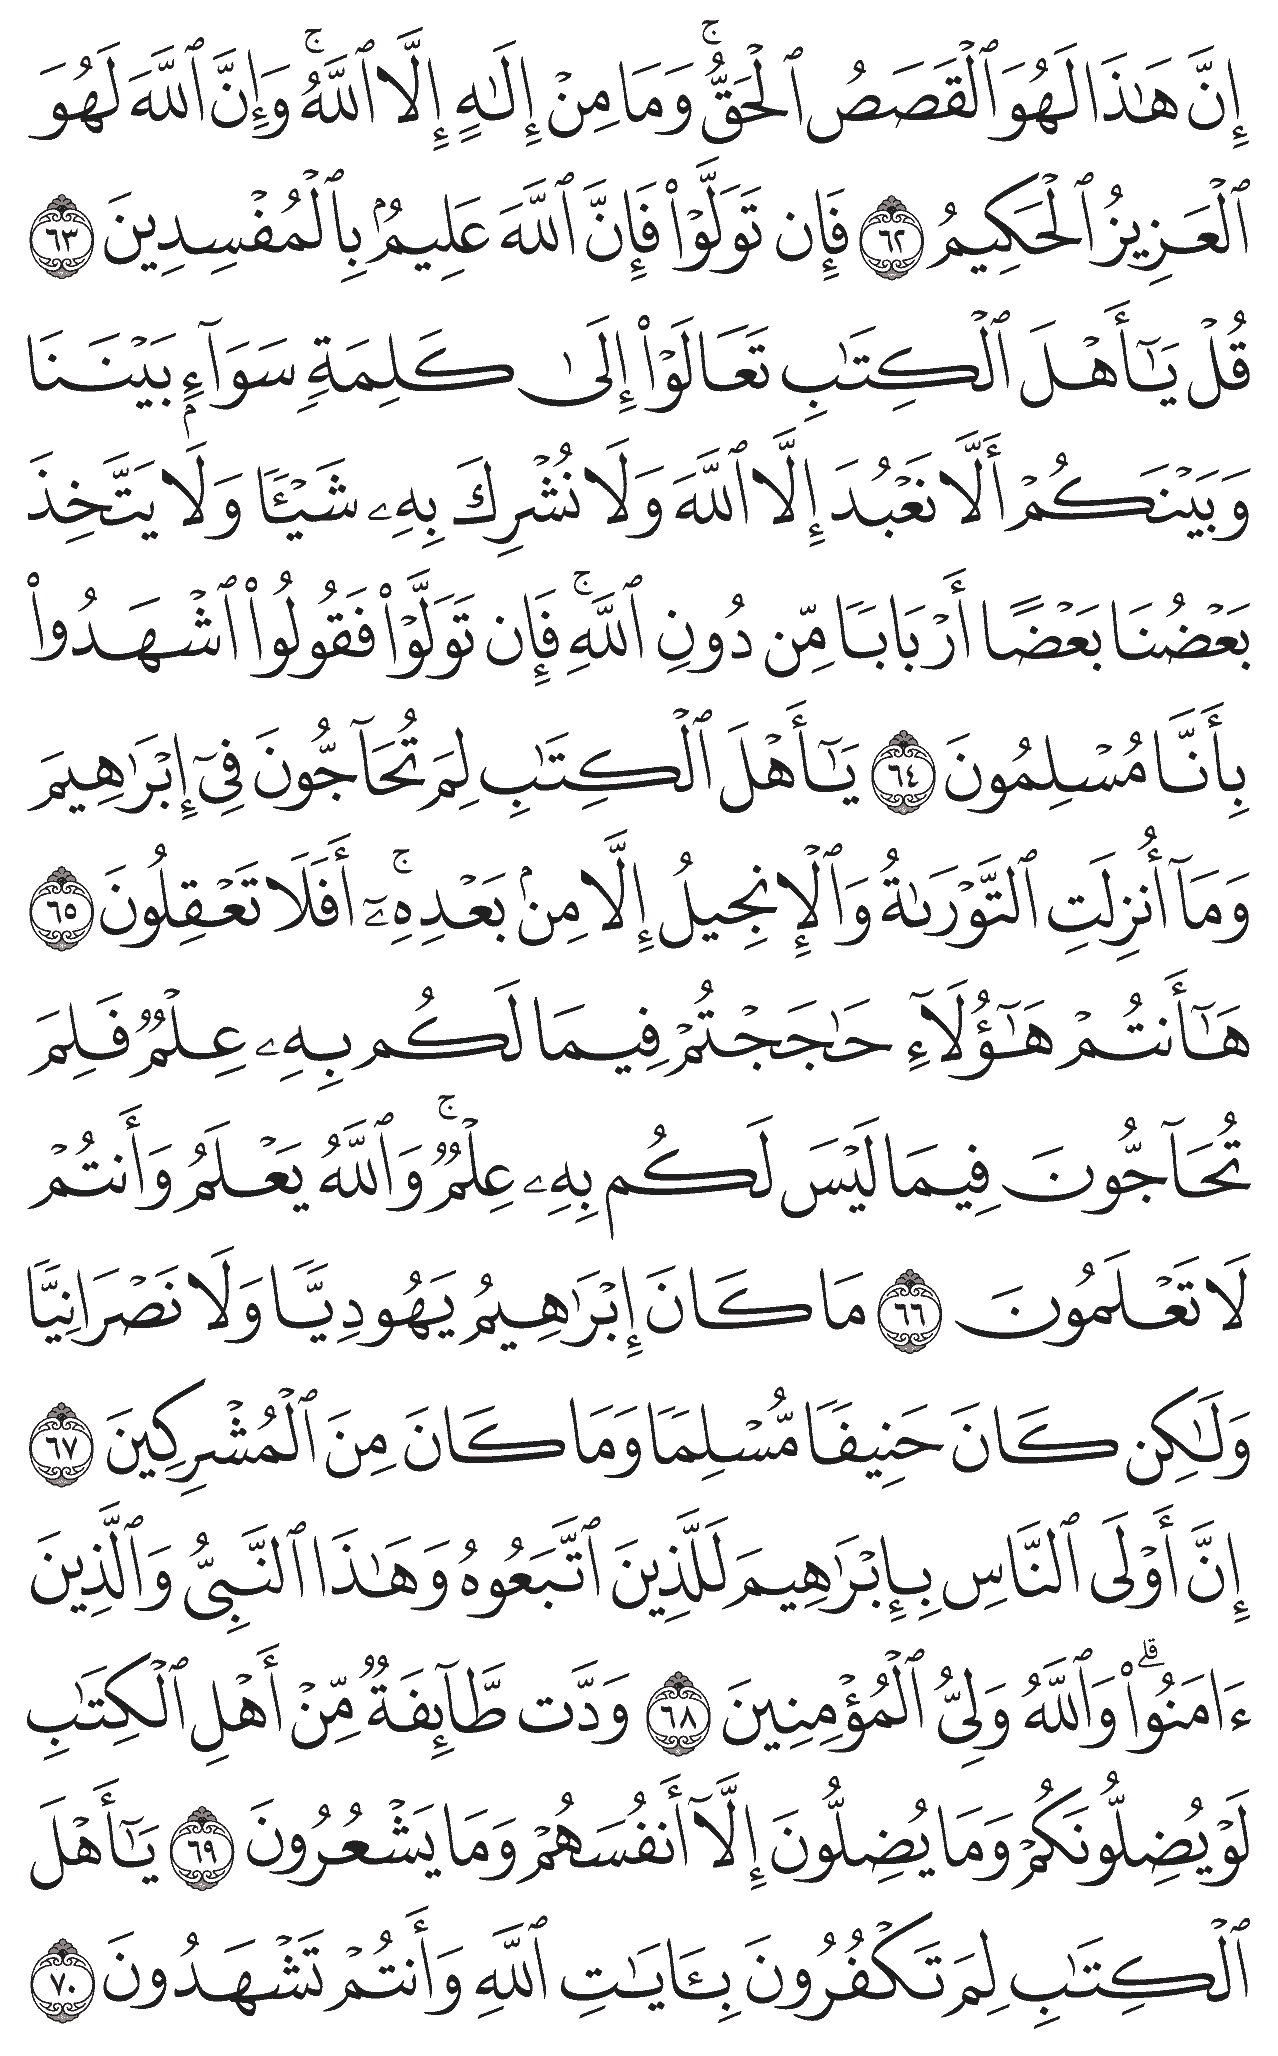 إِنَّ هَٰذَا لَهُوَ ٱلۡقَصَصُ ٱلۡحَقُّۚ وَمَا مِنۡ إِلَٰهٍ إِلَّا ٱللَّهُۚ وَإِنَّ ٱللَّهَ لَهُوَ
ٱلۡعَزِيزُ ٱلۡحَكِيمُ ٦٢ فَإِن تَوَلَّوۡاْ فَإِنَّ ٱللَّهَ عَلِيمُۢ بِٱلۡمُفۡسِدِينَ ٦٣
قُلۡ يَٰٓأَهۡلَ ٱلۡكِتَٰبِ تَعَالَوۡاْ إِلَىٰ كَلِمَةٖ سَوَآءِۭ بَيۡنَنَا
وَبَيۡنَكُمۡ أَلَّا نَعۡبُدَ إِلَّا ٱللَّهَ وَلَا نُشۡرِكَ بِهِۦ شَيۡـٔٗا وَلَا يَتَّخِذَ
بَعۡضُنَا بَعۡضًا أَرۡبَابٗا مِّن دُونِ ٱللَّهِۚ فَإِن تَوَلَّوۡاْ فَقُولُواْ ٱشۡهَدُواْ
بِأَنَّا مُسۡلِمُونَ ٦٤ يَٰٓأَهۡلَ ٱلۡكِتَٰبِ لِمَ تُحَآجُّونَ فِيٓ إِبۡرَٰهِيمَ
وَمَآ أُنزِلَتِ ٱلتَّوۡرَىٰةُ وَٱلۡإِنجِيلُ إِلَّا مِنۢ بَعۡدِهِۦٓۚ أَفَلَا تَعۡقِلُونَ ٦٥
هَٰٓأَنتُمۡ هَٰٓؤُلَآءِ حَٰجَجۡتُمۡ فِيمَا لَكُم بِهِۦ عِلۡمٞ فَلِمَ
تُحَآجُّونَ فِيمَا لَيۡسَ لَكُم بِهِۦ عِلۡمٞۚ وَٱللَّهُ يَعۡلَمُ وَأَنتُمۡ
لَا تَعۡلَمُونَ ٦٦ مَا كَانَ إِبۡرَٰهِيمُ يَهُودِيّٗا وَلَا نَصۡرَانِيّٗا
وَلَٰكِن كَانَ حَنِيفٗا مُّسۡلِمٗا وَمَا كَانَ مِنَ ٱلۡمُشۡرِكِينَ ٦٧
إِنَّ أَوۡلَى ٱلنَّاسِ بِإِبۡرَٰهِيمَ لَلَّذِينَ ٱتَّبَعُوهُ وَهَٰذَا ٱلنَّبِيُّ وَٱلَّذِينَ
ءَامَنُواْۗ وَٱللَّهُ وَلِيُّ ٱلۡمُؤۡمِنِينَ ٦٨ وَدَّت طَّآئِفَةٞ مِّنۡ أَهۡلِ ٱلۡكِتَٰبِ
لَوۡ يُضِلُّونَكُمۡ وَمَا يُضِلُّونَ إِلَّآ أَنفُسَهُمۡ وَمَا يَشۡعُرُونَ ٦٩ يَٰٓأَهۡلَ
ٱلۡكِتَٰبِ لِمَ تَكۡفُرُونَ بِـَٔايَٰتِ ٱللَّهِ وَأَنتُمۡ تَشۡهَدُونَ ٧٠